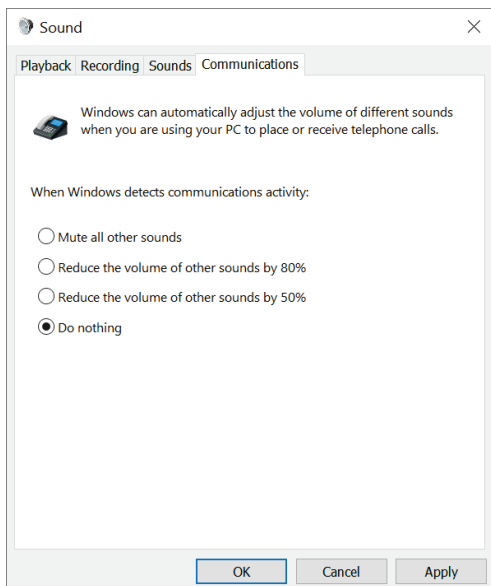 Sound
Playback Recording Sounds Communications
Windows can automatically adjust the volume of different sounds
when you are using your PC to place or receive telephone calls.
When Windows detects communications activity:
Mute all other sounds
Reduce the volume of other sounds by 80%
Reduce the volume of other sounds by 50%
Do nothing
OK Cancel Apply